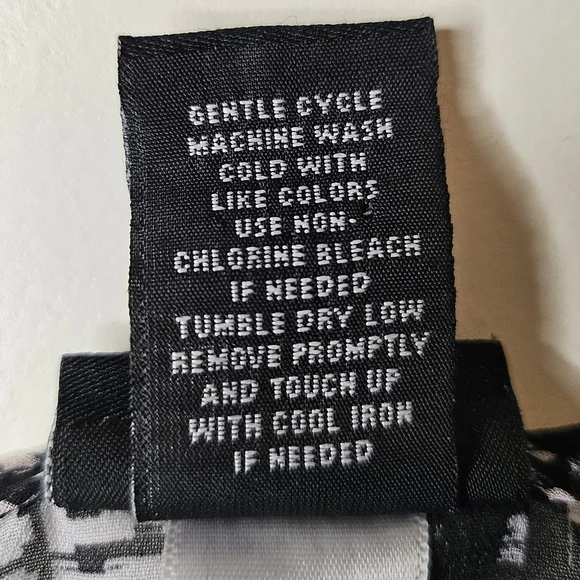 GENTLE CYCLE
MACHINE WASH
COLD WITH
LIKE COLORS
USE NON-
CHLORINE BLEACH
IF NEEDED
TUMBLE DRY LOW
REMOVE PROMPTLY
AND TOUCH UP
WITH COOL IRON
IF NEEDED